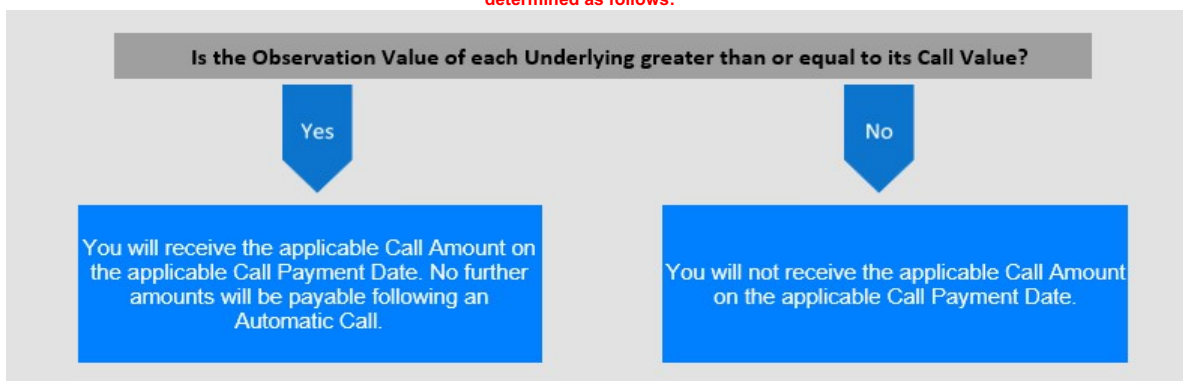 determined as follows:
Is the Observation Value of each Underlying greater than or equal to its Call Value?
Yes
No
You will receive the applicable Call Amount on
the applicable Call Payment Date. No further
amounts will be payable following an
Automatic Call.
You will not receive the applicable Call Amount
on the applicable Call Payment Date.